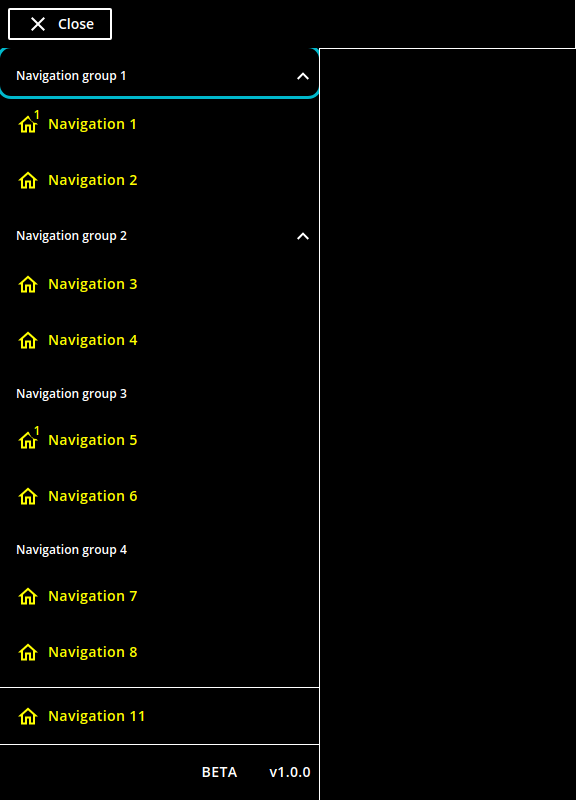 Close
Navigation group 1
1
Navigation 1
Navigation 2
Navigation group 2
Navigation 3
Navigation 4
Navigation group 3
1
Navigation 5
Navigation 6
Navigation group 4
Navigation 7
Navigation 8
Navigation 11
BETA v1.0.0